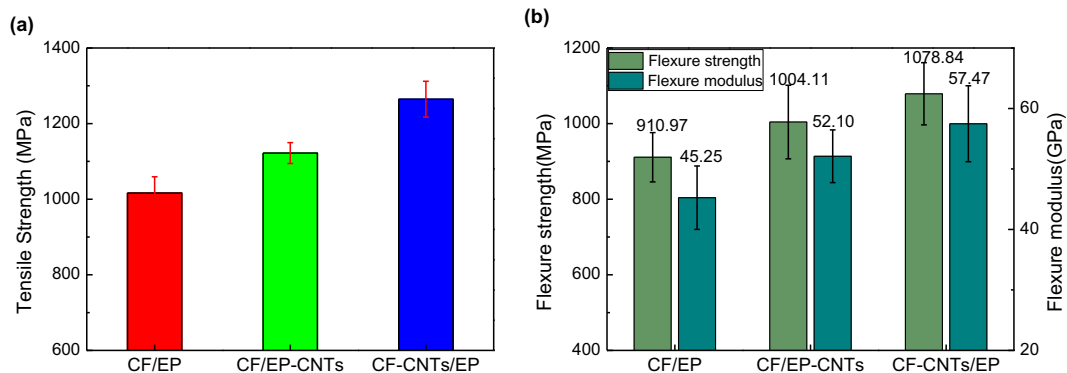 (a)
Tensile Strength (MPa)
1400
1200
1000
800
600
CF/EP
CF/EP-CNTs
CF-CNTs/EP
(b)
Flexure strength(MPa)
1200
1000
800
600
400
Flexure strength
Flexure modulus
910.97
45.25
1004.11
52.10
1078.84
57.47
CF/EP
CF/EP-CNTs
CF-CNTs/EP
60
40
20
Flexure modulus(GPa)